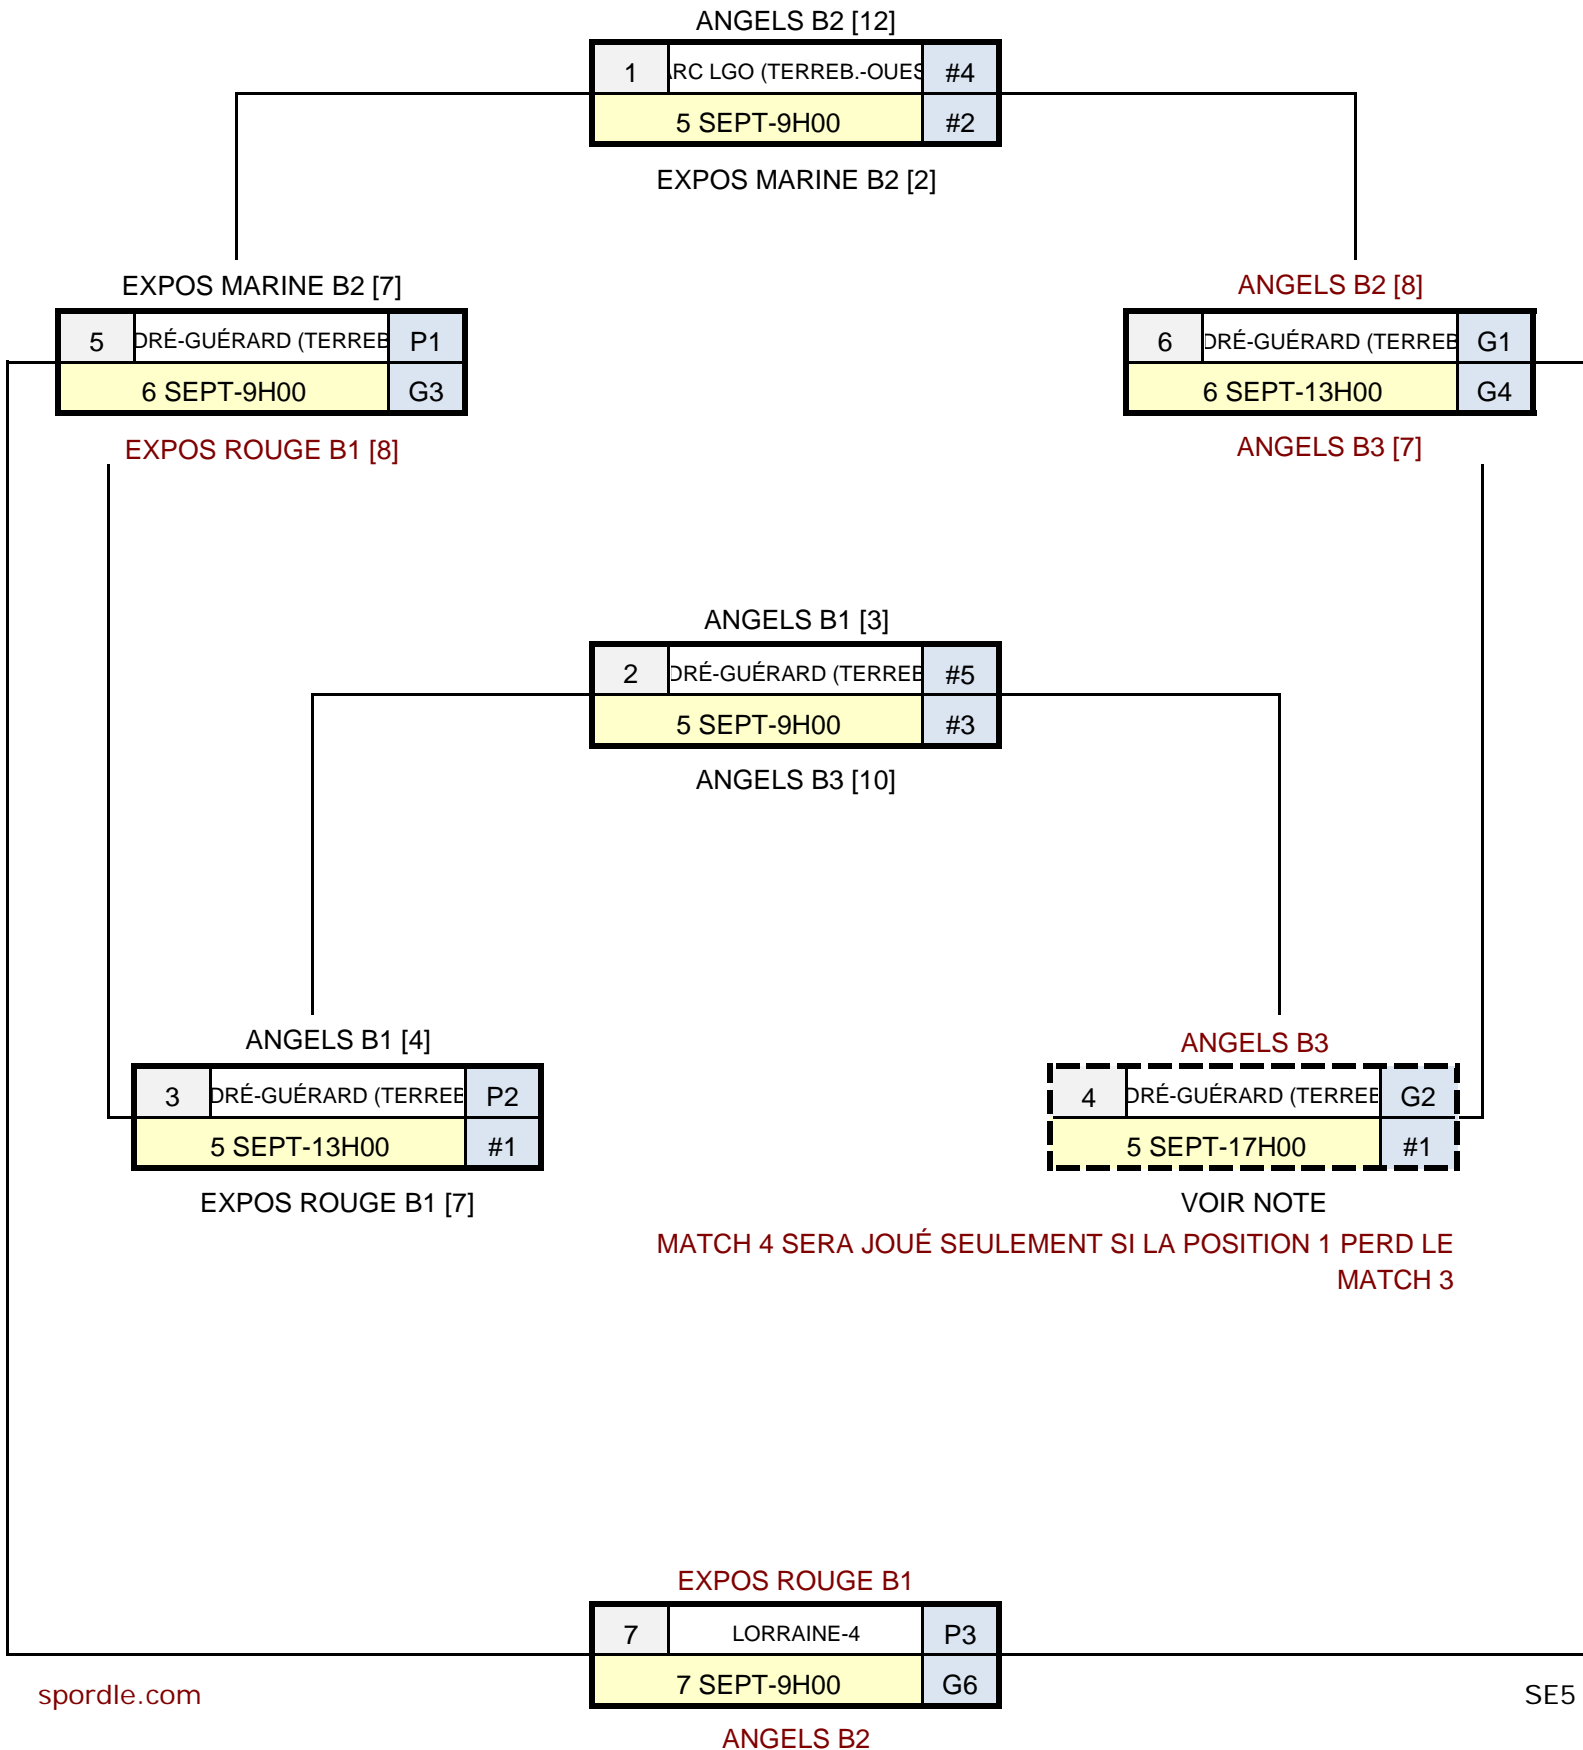 ANGELS B2 [12]
1 ARC LGO (TERREB.-OUES #4
5 SEPT-9H00 #2
EXPOS MARINE B2 [2]
EXPOS MARINE B2 [7]
5 DRÉ-GUÉRARD (TERREB P1
6 SEPT-9H00 G3
EXPOS ROUGE B1 [8]
ANGELS B2 [8]
6 DRÉ-GUÉRARD (TERREB G1
6 SEPT-13H00 G4
ANGELS B3 [7]
ANGELS B1 [3]
2 DRÉ-GUÉRARD (TERREB #5
5 SEPT-9H00 #3
ANGELS B3 [10]
ANGELS B1 [4]
3 DRÉ-GUÉRARD (TERREB P2
5 SEPT-13H00 #1
EXPOS ROUGE B1 [7]
ANGELS B3
4 DRÉ-GUÉRARD (TERREB G2
5 SEPT-17H00 #1
VOIR NOTE
MATCH 4 SERA JOUÉ SEULEMENT SI LA POSITION 1 PERD LE
MATCH 3
EXPOS ROUGE B1
7 LORRAINE-4 P3
7 SEPT-9H00 G6
ANGELS B2
spordle.com
SE5